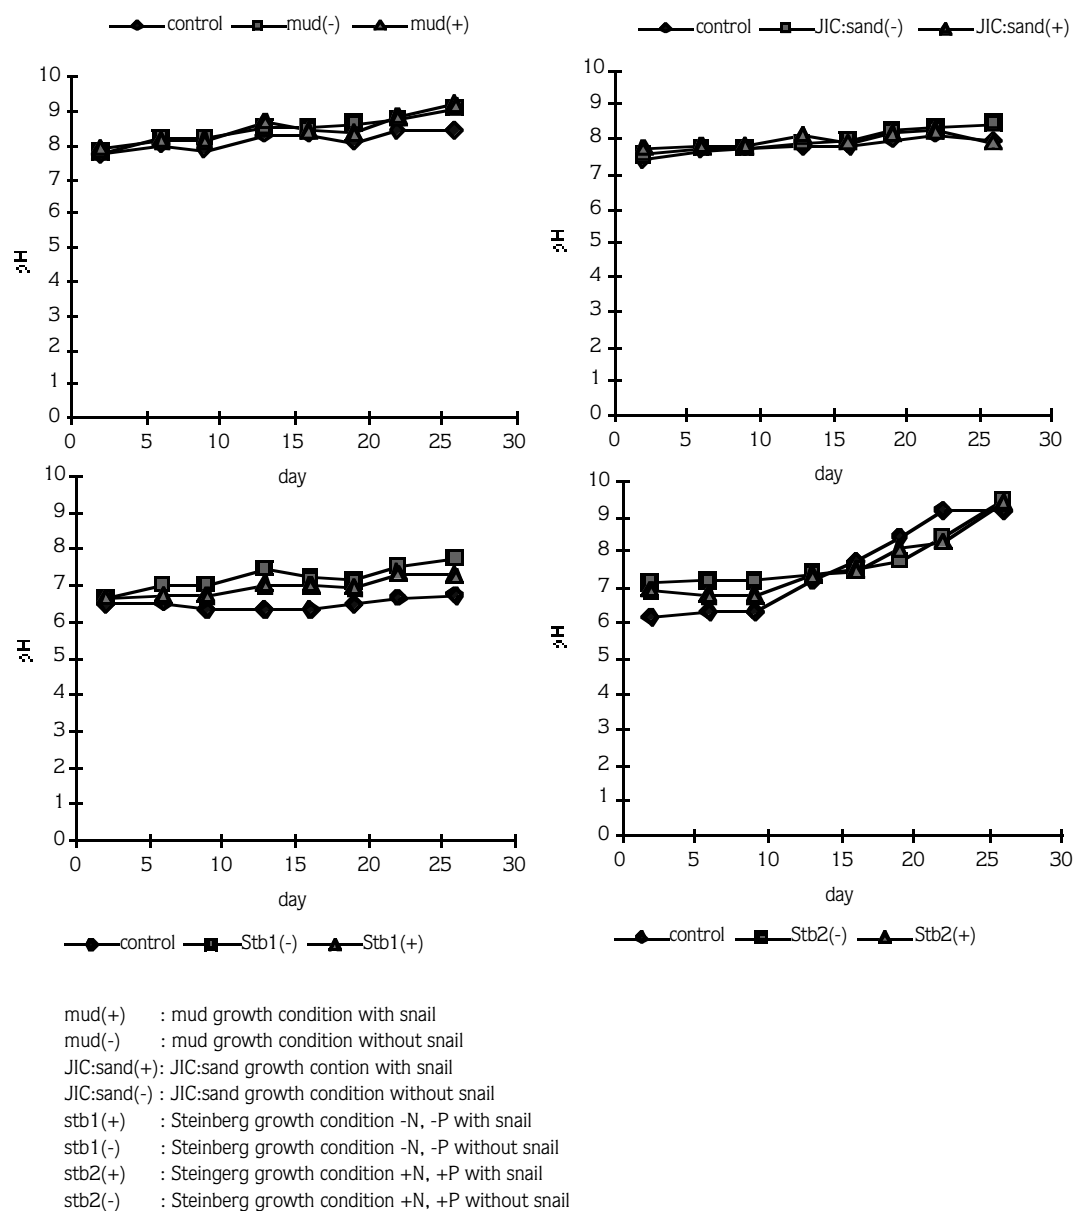 control mud(-) mud(+)
control JIC:sand(-) JIC:sand(+)
10
9
8
7
6
5
4
3
2
1
0
pH
0 5 10 15 20 25 30
day
10
9
8
7
6
5
4
3
2
1
0
pH
0 5 10 15 20 25 30
day
10
9
8
7
6
5
4
3
2
1
0
pH
0 5 10 15 20 25 30
day
control Stb1(-) Stb1(+)
10
9
8
7
6
5
4
3
2
1
0
pH
0 5 10 15 20 25 30
day
control Stb2(-) Stb2(+)
mud(+) : mud growth condition with snail
mud(-) : mud growth condition without snail
JIC:sand(+): JIC:sand growth contion with snail
JIC:sand(-) : JIC:sand growth condition without snail
stb1(+) : Steinberg growth condition -N, -P with snail
stb1(-) : Steinberg growth condition -N, -P without snail
stb2(+) : Steingerg growth condition +N, +P with snail
stb2(-) : Steinberg growth condition +N, +P without snail